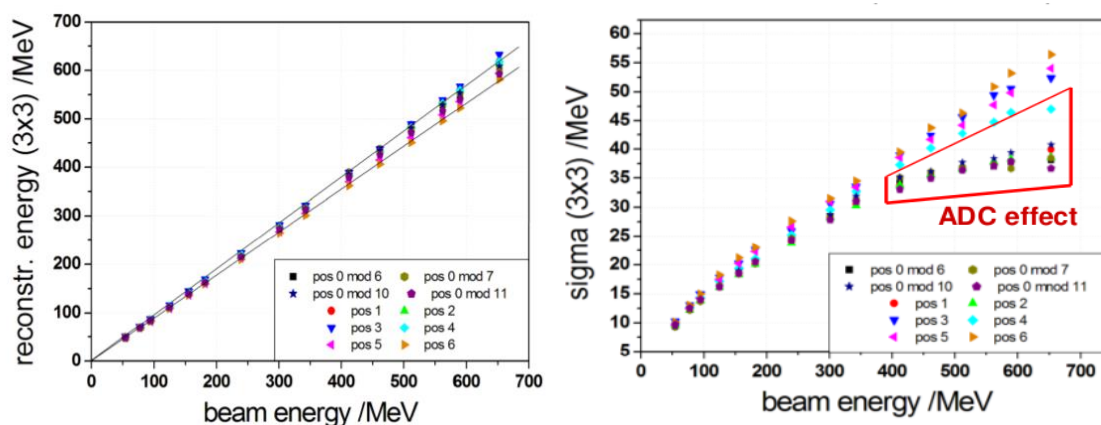 700
600
500
400
300
200
100
0
reconstr. energy (3x3) /MeV
pos 0 mod 6
pos 0 mod 7
pos 0 mod 10
pos 0 mod 11
pos 1
pos 2
pos 3
pos 4
pos 5
pos 6
0 100 200 300 400 500 600 700
beam energy /MeV
60
55
50
45
40
35
30
25
20
15
10
5
sigma (3x3) /MeV
ADC effect
pos 0 mod 6
pos 0 mod 7
pos 0 mod 10
pos 0 mnod 11
pos 1
pos 2
pos 3
pos 4
pos 5
pos 6
0 100 200 300 400 500 600 700
beam energy /MeV